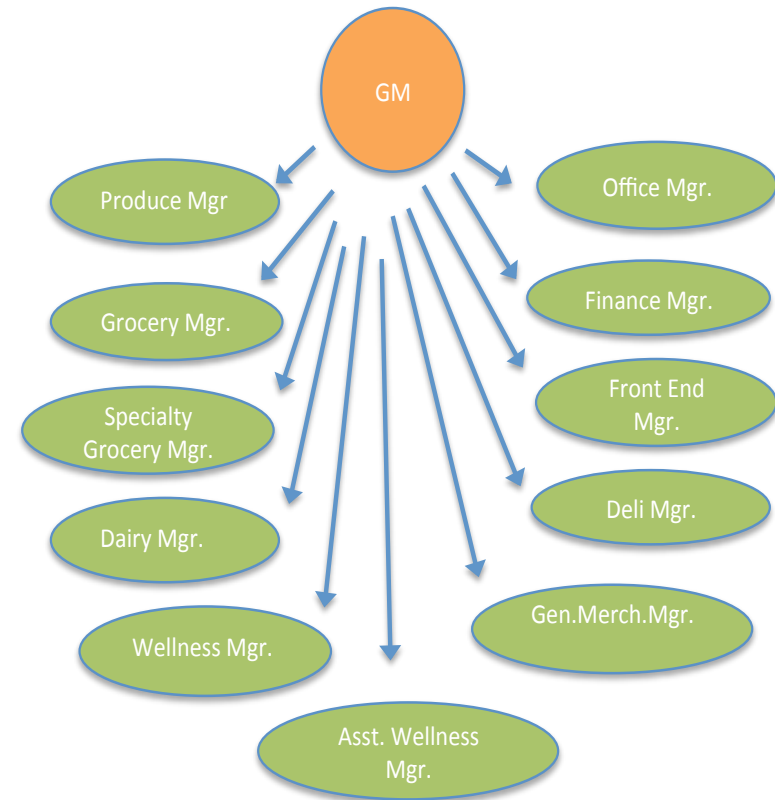 GM
Produce Mgr
Office Mgr.
Grocery Mgr.
Finance Mgr.
Specialty
Grocery Mgr.
Front End
Mgr.
Dairy Mgr.
Deli Mgr.
Wellness Mgr.
Gen.Merch.Mgr.
Asst. Wellness
Mgr.